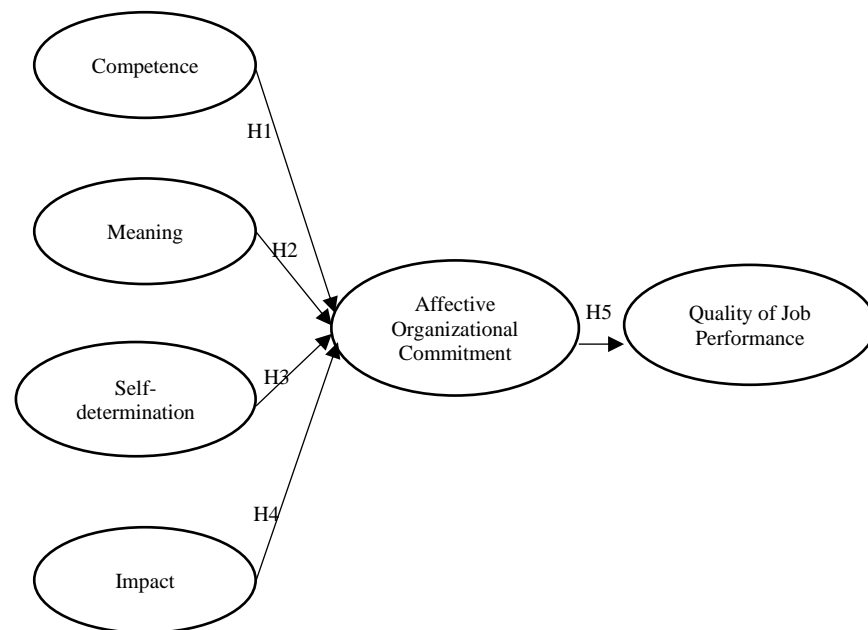 Competence
H1
Meaning
H2
Affective
Organizational
Commitment
H5
Quality of Job
Performance
Self-
determination
H3
H4
Impact